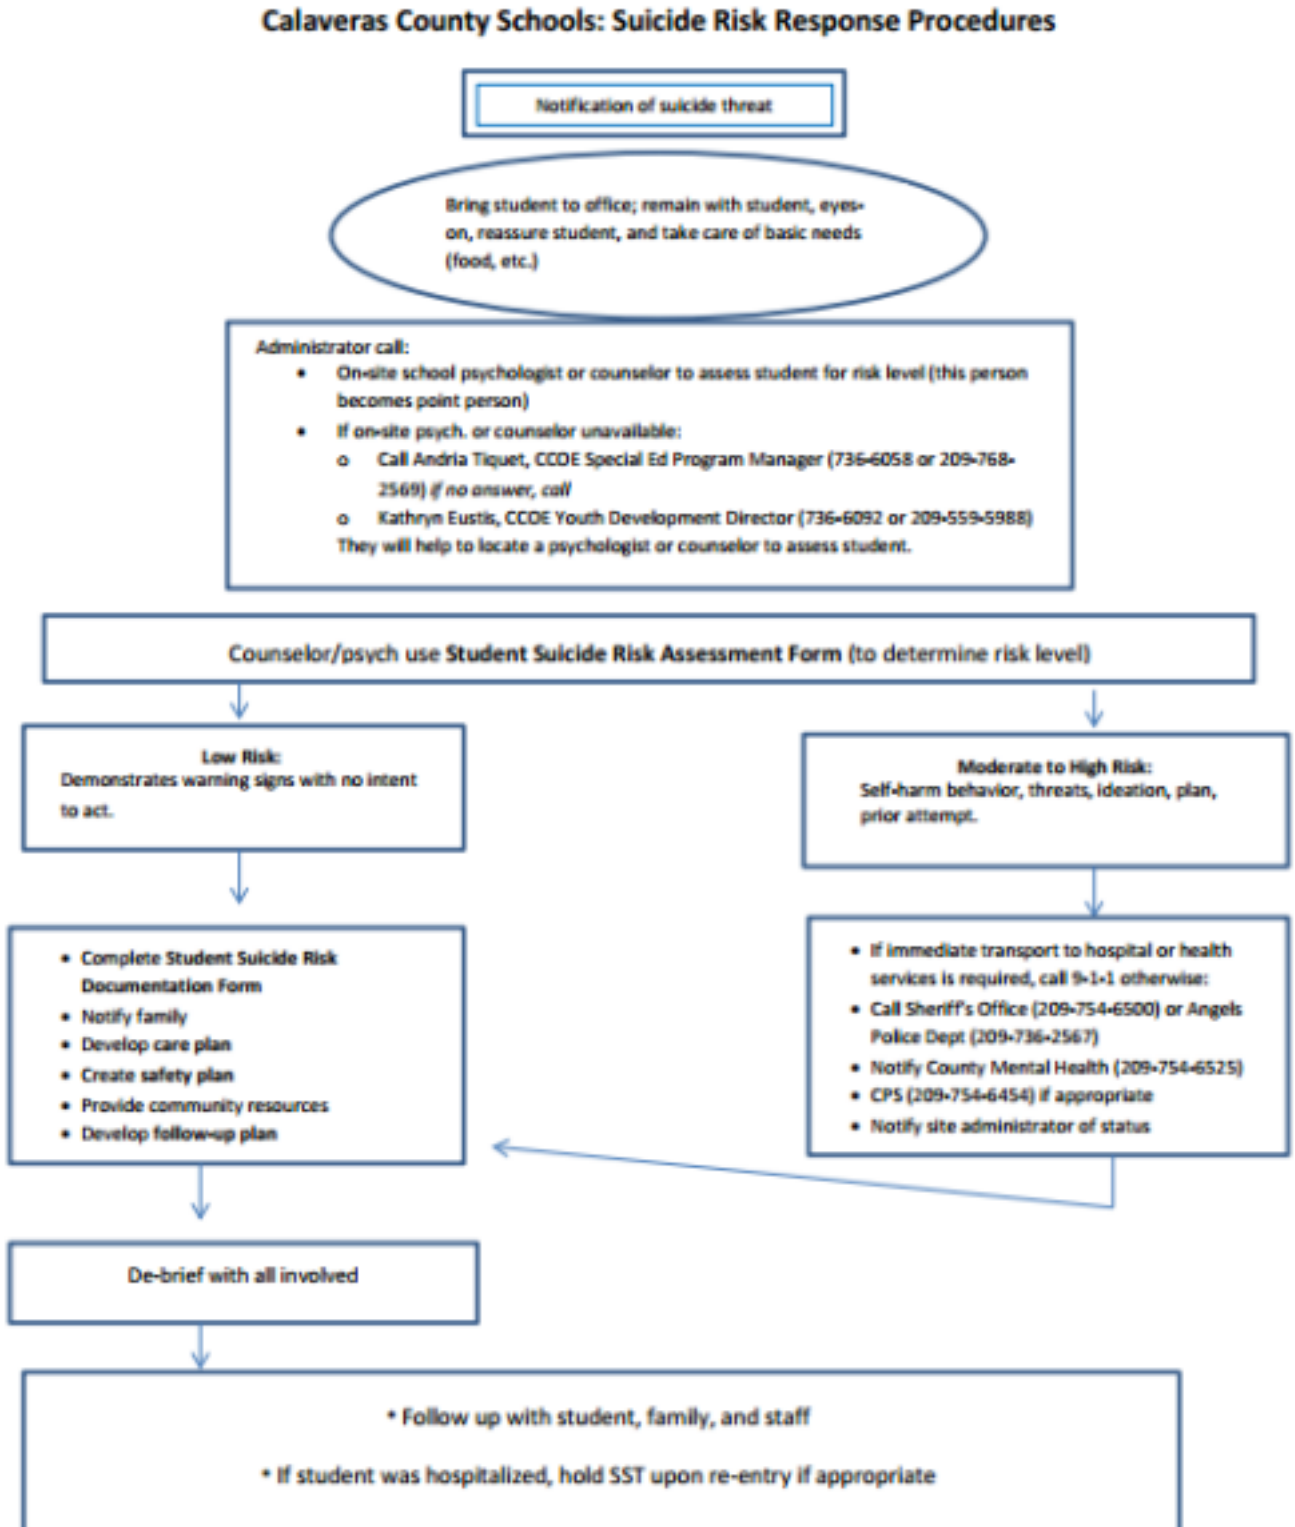 Calaveras County Schools: Suicide Risk Response Procedures
Notification of suicide threat
Bring student to office; remain with student, eyes-
on, reassure student, and take care of basic needs
(food, etc.)
Administrator call:
• On-site school psychologist or counselor to assess student for risk level (this person
becomes point person)
• If on-site psych. or counselor unavailable:
o Call Andria Tiquet, CCOE Special Ed Program Manager (736-6058 or 209-768-
2569) if no answer, call
o Kathryn Eustis, CCOE Youth Development Director (736-6092 or 209-559-5988)
They will help to locate a psychologist or counselor to assess student.
Counselor/psych use Student Suicide Risk Assessment Form (to determine risk level)
Low Risk:
Demonstrates warning signs with no intent
to act.
Moderate to High Risk:
Self-harm behavior, threats, ideation, plan,
prior attempt.
• Complete Student Suicide Risk
Documentation Form
• Notify family
• Develop care plan
• Create safety plan
• Provide community resources
• Develop follow-up plan
• If immediate transport to hospital or health
services is required, call 9-1-1 otherwise:
• Call Sheriff's Office (209-754-6500) or Angels
Police Dept (209-736-2567)
• Notify County Mental Health (209-754-6525)
• CPS (209-754-6454) if appropriate
• Notify site administrator of status
De-brief with all involved
* Follow up with student, family, and staff
* If student was hospitalized, hold SST upon re-entry if appropriate